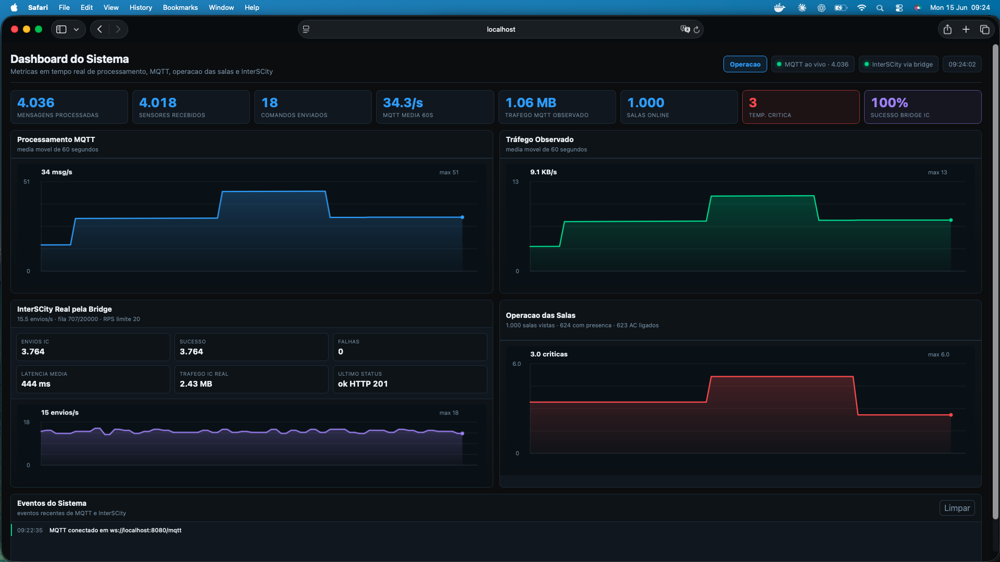 Safari File Edit View History Bookmarks Window Help Mon 15 Jun 09:24
localhost
Dashboard do Sistema
Metricas em tempo real de processamento, MQTT, operacao das salas e InterSCity
Operacao MQTT ao vivo · 4.036 InterSCity via bridge 09:24:02
4.036
MENSAGENS PROCESSADAS
4.018
SENSORES RECEBIDOS
18
COMANDOS ENVIADOS
34.3/s
MQTT MEDIA 60S
1.06 MB
TRAFEGO MQTT OBSERVADO
1.000
SALAS ONLINE
3
TEMP. CRITICA
100%
SUCESSO BRIDGE IC
Processamento MQTT
media movel de 60 segundos
34 msg/s max 51
51
0
Tráfego Observado
media movel de 60 segundos
9.1 KB/s max 13
13
0
InterSCity Real pela Bridge
15.5 envios/s · fila 707/20000 · RPS limite 20
ENVIOS IC
3.764
SUCESSO
3.764
FALHAS
0
LATENCIA MEDIA
444 ms
TRAFEGO IC REAL
2.43 MB
ULTIMO STATUS
ok HTTP 201
15 envios/s max 18
18
0
Operacao das Salas
1.000 salas vistas · 624 com presenca · 623 AC ligados
3.0 criticas max 6.0
6.0
0
Eventos do Sistema
eventos recentes de MQTT e InterSCity
Limpar
09:22:35 MQTT conectado em ws://localhost:8080/mqtt